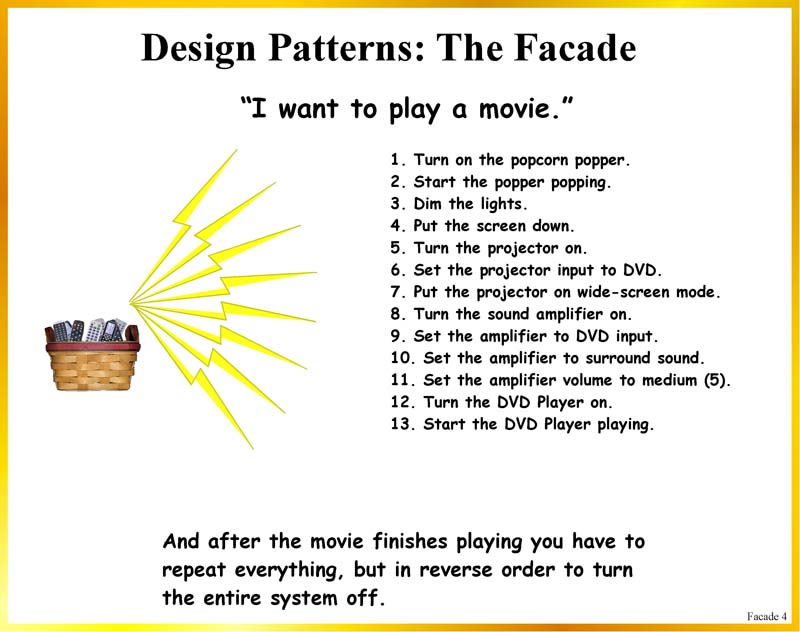 Design Patterns: The Facade
“I want to play a movie.”
1. Turn on the popcorn popper.
2. Start the popper popping.
3. Dim the lights.
4. Put the screen down.
5. Turn the projector on.
6. Set the projector input to DVD.
7. Put the projector on wide-screen mode.
8. Turn the sound amplifier on.
9. Set the amplifier to DVD input.
10. Set the amplifier to surround sound.
11. Set the amplifier volume to medium (5).
12. Turn the DVD Player on.
13. Start the DVD Player playing.
And after the movie finishes playing you have to
repeat everything, but in reverse order to turn
the entire system off.
Facade 4